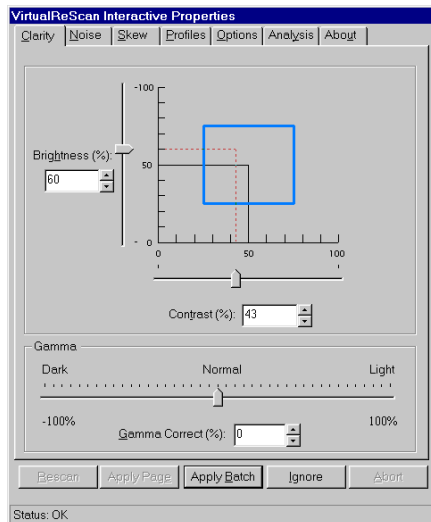 VirtualReScan Interactive Properties
Clarity Noise Skew Profiles Options Analysis About
-100
Brightness (%):
60
50
- 0
0 50 100
Contrast (%): 43
Gamma
Dark Normal Light
-100% 100%
Gamma Correct (%): 0
Rescan Apply Page Apply Batch Ignore Abort
Status: OK